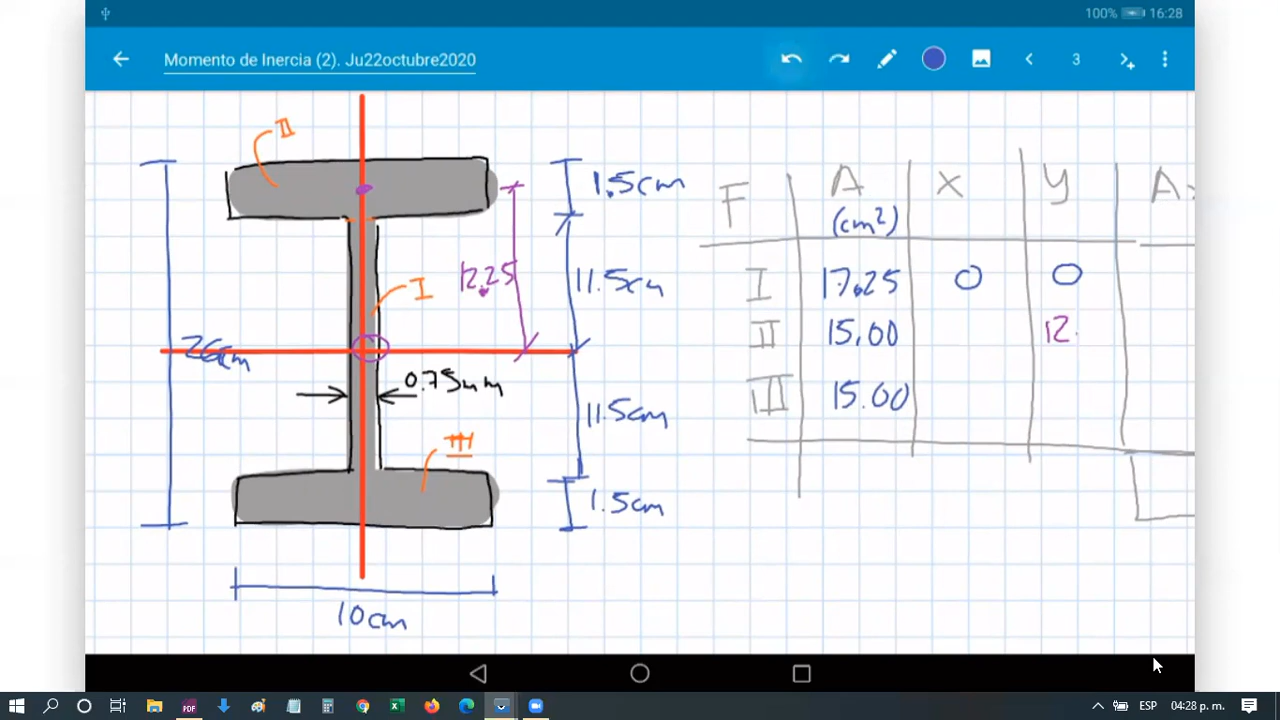 100% 16:28
Momento de Inercia (2). Ju22octubre2020
3
II
1.5cm
F A X Y A
(cm²)
I
12.25
11.5cm
I 17.25 0 0
II 15.00 12.
26cm
0.75mm
III 15.00
11.5cm
III
1.5cm
10cm
PDF
ESP 04:28 p. m.